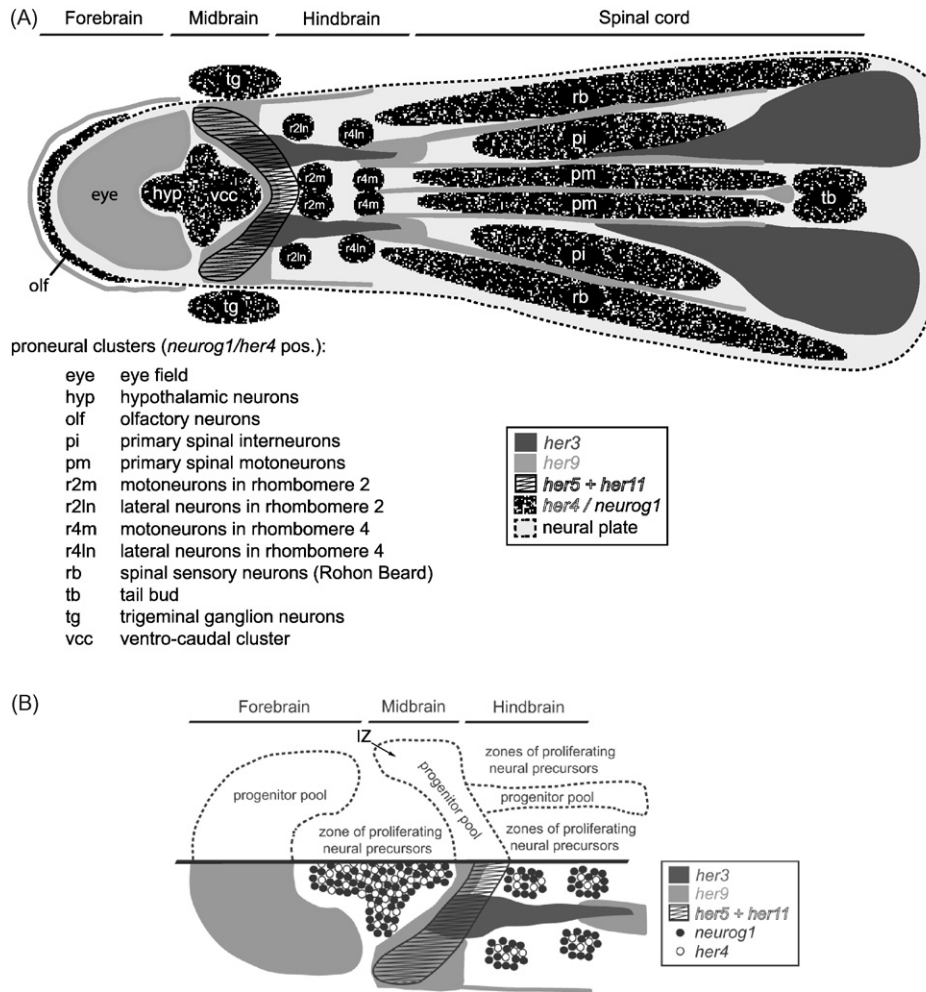 (A)
Forebrain Midbrain Hindbrain Spinal cord
tg
rb
r2ln
r4ln
pi
pm
eye
hyp
vcc
r2m
r4m
r2m
r4m
pm
tb
pi
r2ln
r4ln
rb
olf
tg
proneural clusters (neurog1/her4 pos.):
eye eye field
hyp hypothalamic neurons
olf olfactory neurons
pi primary spinal interneurons
pm primary spinal motoneurons
r2m motoneurons in rhombomere 2
r2ln lateral neurons in rhombomere 2
r4m motoneurons in rhombomere 4
r4ln lateral neurons in rhombomere 4
rb spinal sensory neurons (Rohon Beard)
tb tail bud
tg trigeminal ganglion neurons
vcc ventro-caudal cluster
her3
her9
her5 + her11
her4 / neurog1
neural plate
(B)
Forebrain Midbrain Hindbrain
IZ
progenitor pool
progenitor pool
zones of proliferating
neural precursors
progenitor pool
zone of proliferating
neural precursors
zones of proliferating
neural precursors
her3
her9
her5 + her11
neurog1
her4